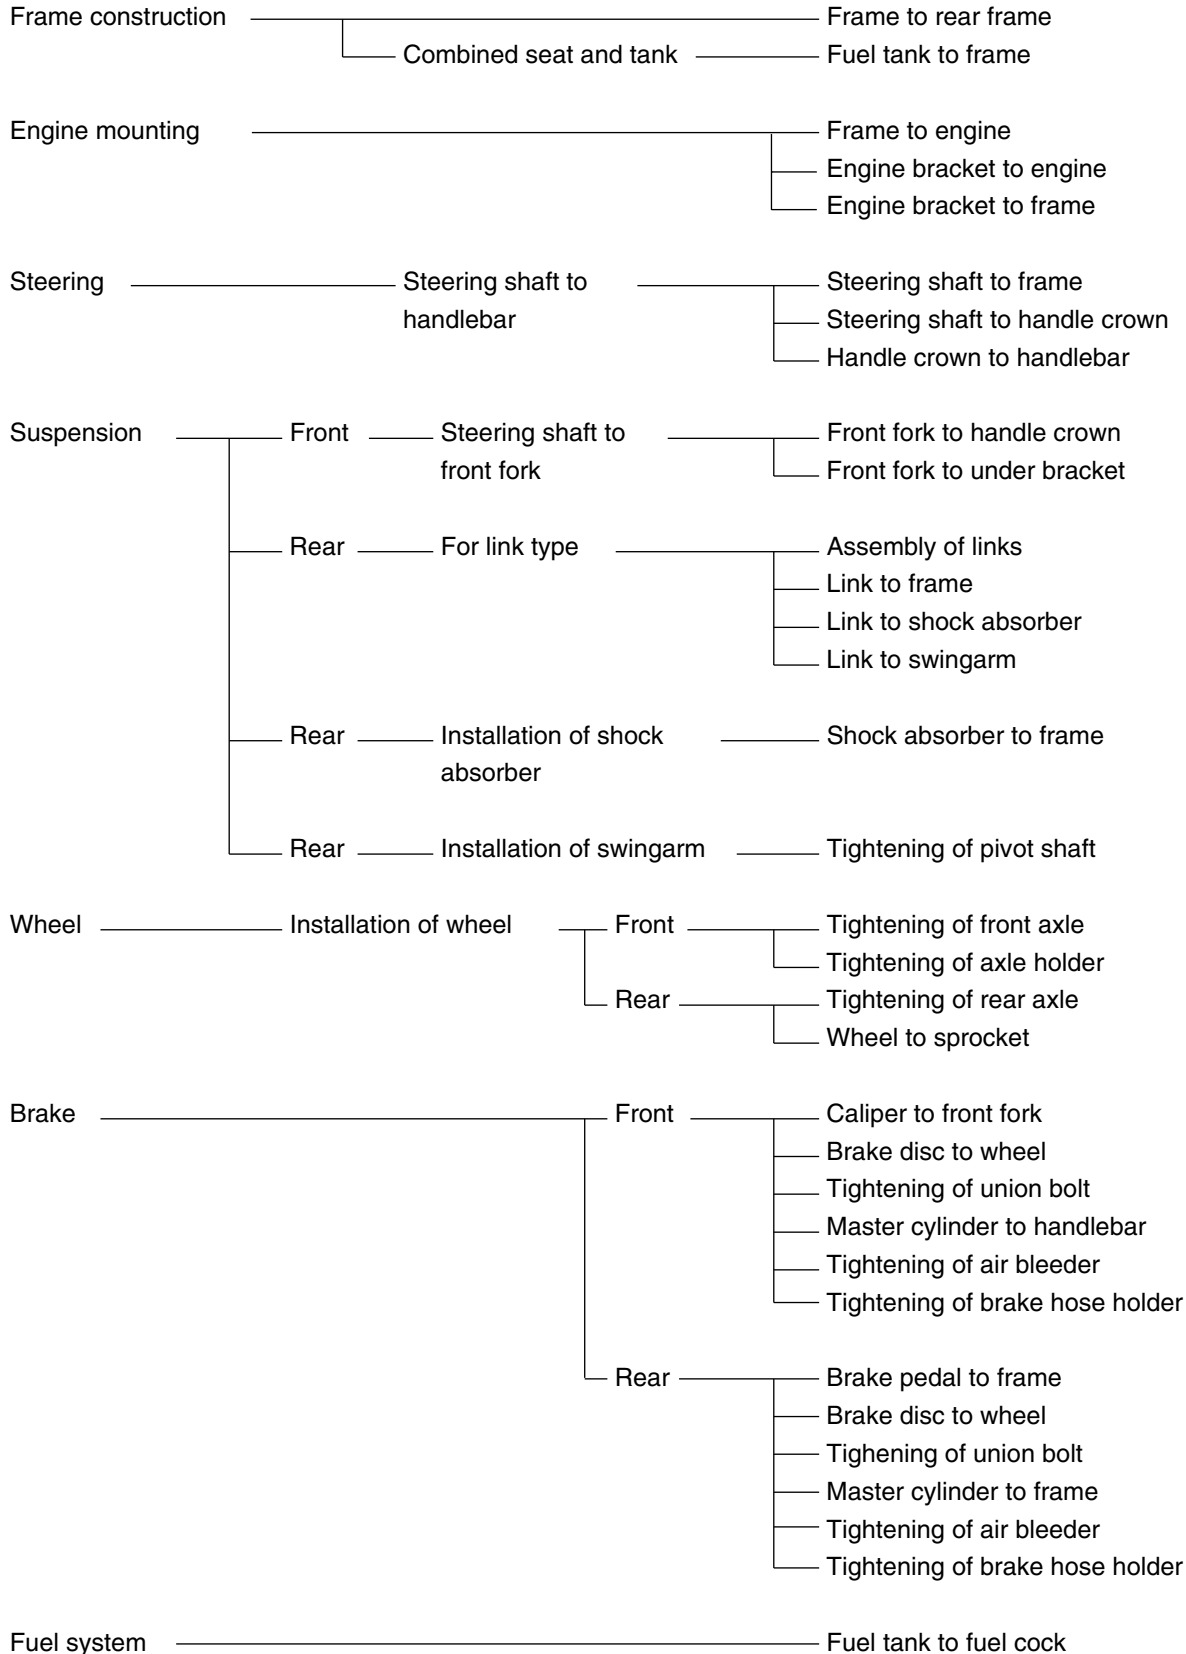 Frame construction Frame to rear frame
Combined seat and tank Fuel tank to frame
Engine mounting Frame to engine
Engine bracket to engine
Engine bracket to frame
Steering Steering shaft to Steering shaft to frame
handlebar Steering shaft to handle crown
Handle crown to handlebar
Suspension Front Steering shaft to Front fork to handle crown
front fork Front fork to under bracket
Rear For link type Assembly of links
Link to frame
Link to shock absorber
Link to swingarm
Rear Installation of shock Shock absorber to frame
absorber
Rear Installation of swingarm Tightening of pivot shaft
Wheel Installation of wheel Front Tightening of front axle
Tightening of axle holder
Rear Tightening of rear axle
Wheel to sprocket
Brake Front Caliper to front fork
Brake disc to wheel
Tightening of union bolt
Master cylinder to handlebar
Tightening of air bleeder
Tightening of brake hose holder
Rear Brake pedal to frame
Brake disc to wheel
Tighening of union bolt
Master cylinder to frame
Tightening of air bleeder
Tightening of brake hose holder
Fuel system Fuel tank to fuel cock